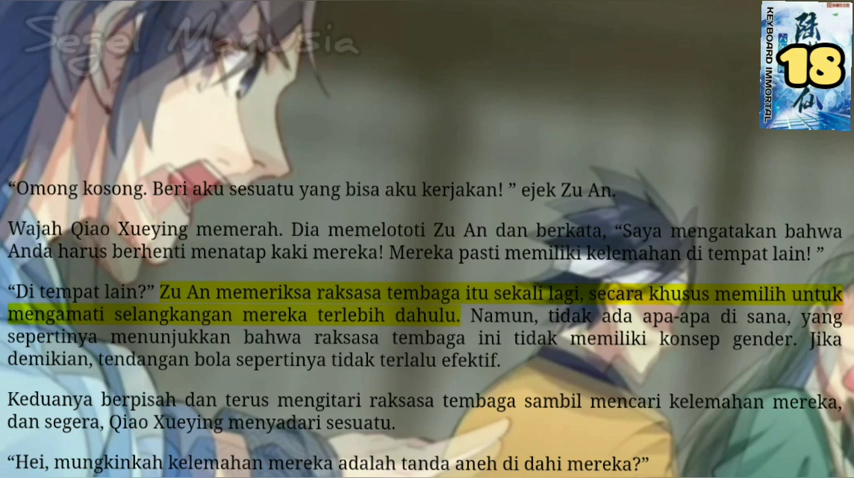 Segel Manusia
KEYBOARD IMMORTAL
陆
仙
18
“Omong kosong. Beri aku sesuatu yang bisa aku kerjakan! ” ejek Zu An.
Wajah Qiao Xueying memerah. Dia memelototi Zu An dan berkata, “Saya mengatakan bahwa
Anda harus berhenti menatap kaki mereka! Mereka pasti memiliki kelemahan di tempat lain! ”
“Di tempat lain?” Zu An memeriksa raksasa tembaga itu sekali lagi, secara khusus memilih untuk
mengamati selangkangan mereka terlebih dahulu. Namun, tidak ada apa-apa di sana, yang
sepertinya menunjukkan bahwa raksasa tembaga ini tidak memiliki konsep gender. Jika
demikian, tendangan bola sepertinya tidak terlalu efektif.
Keduanya berpisah dan terus mengitari raksasa tembaga sambil mencari kelemahan mereka,
dan segera, Qiao Xueying menyadari sesuatu.
“Hei, mungkinkah kelemahan mereka adalah tanda aneh di dahi mereka?”